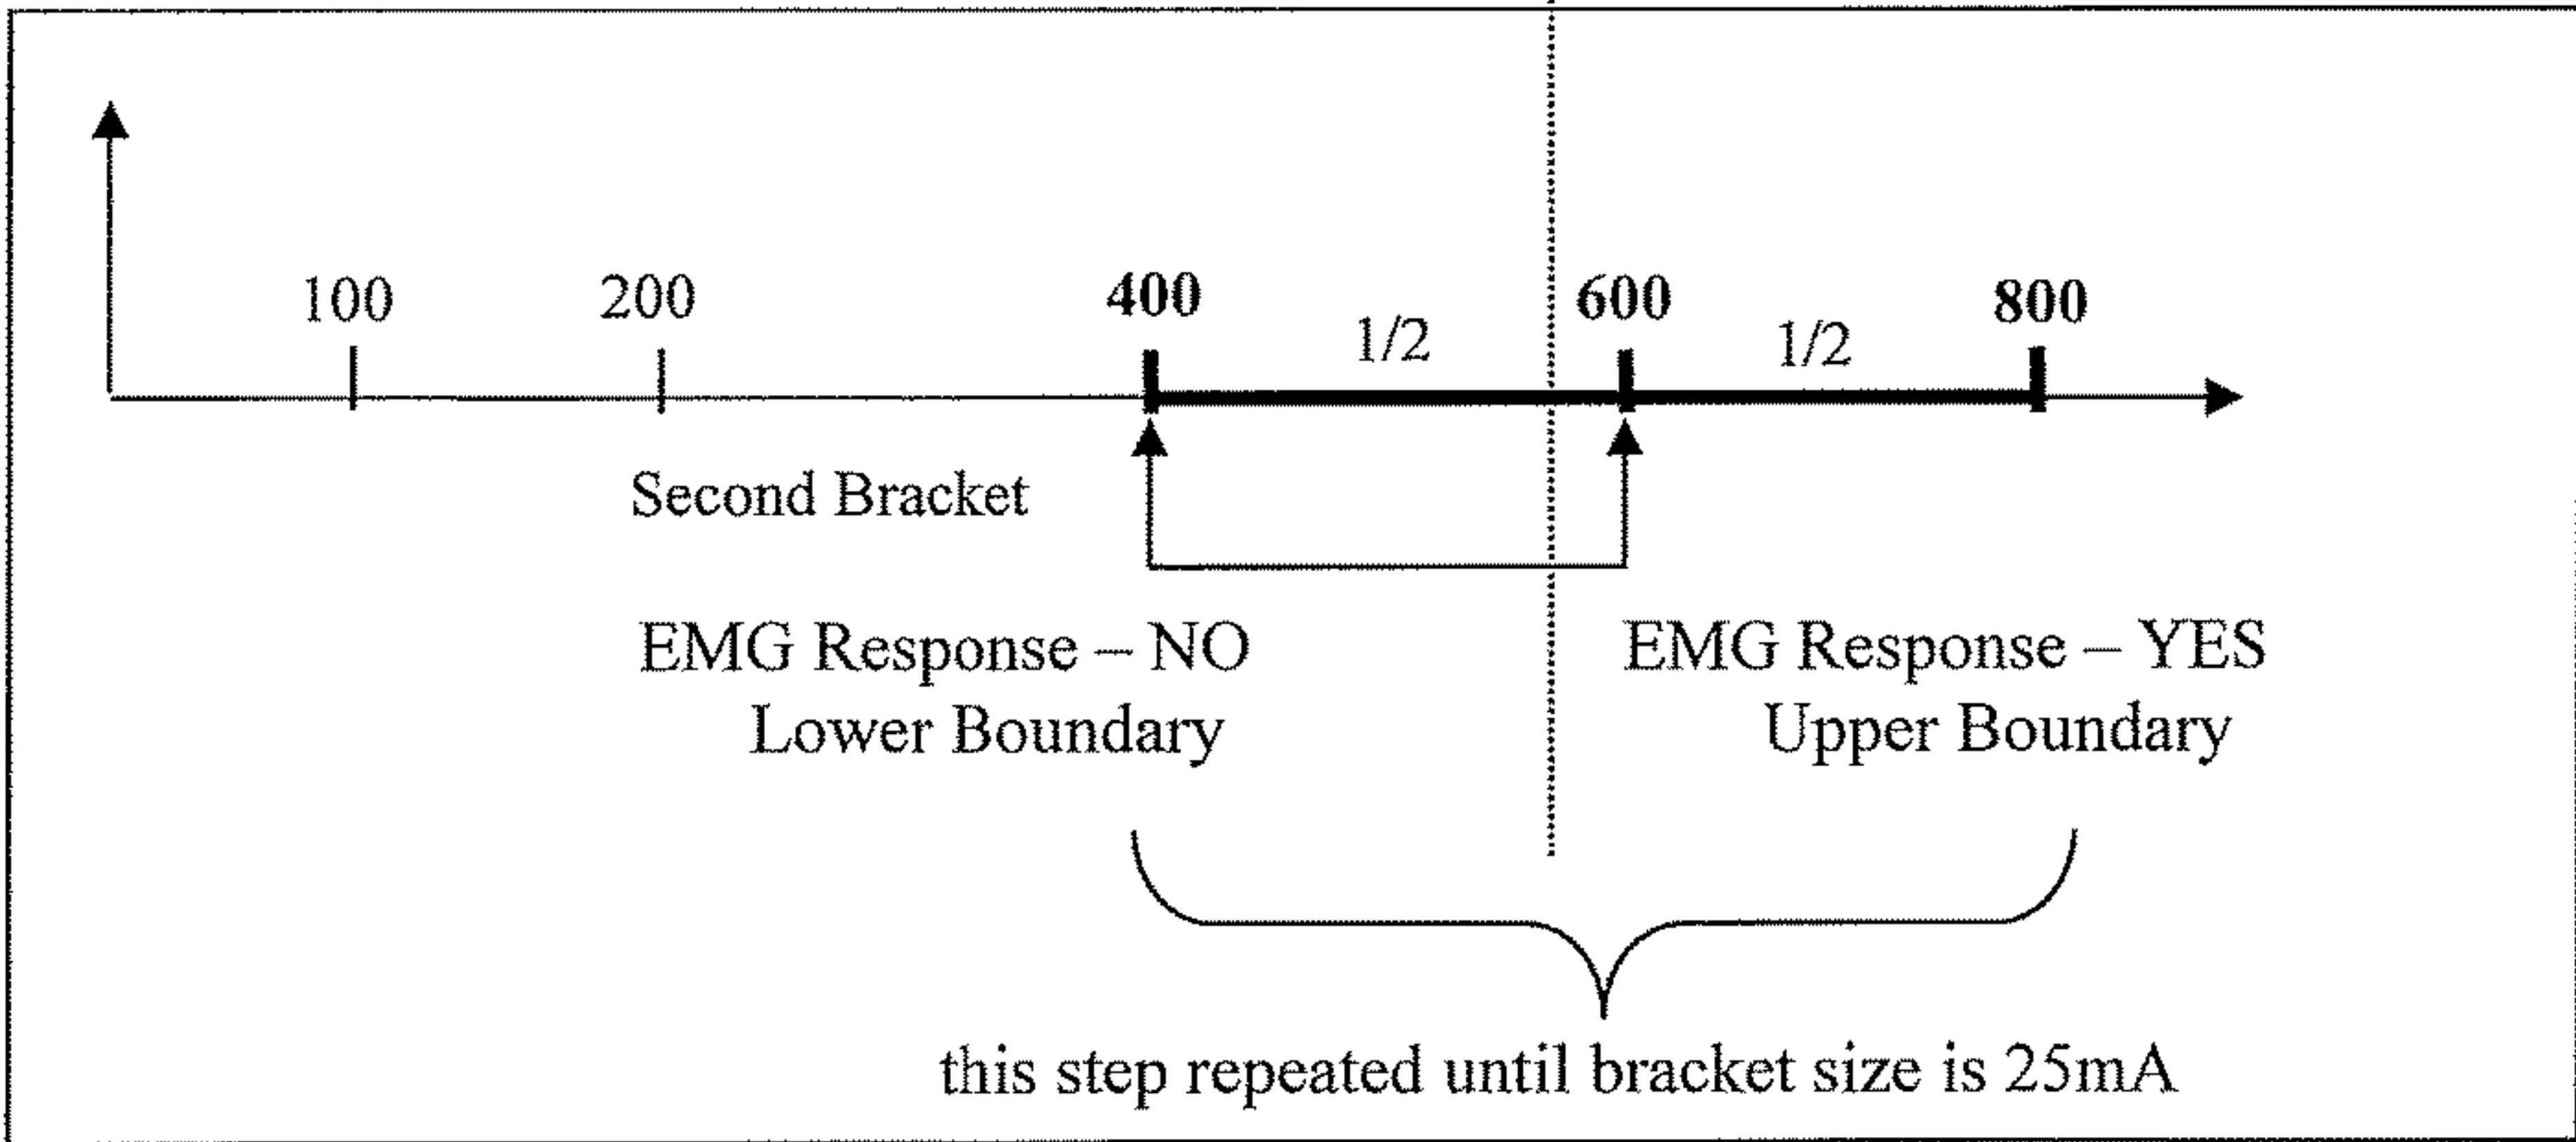 100 200 400 600 800
1/2 1/2
Second Bracket
EMG Response – NO
Lower Boundary
EMG Response – YES
Upper Boundary
this step repeated until bracket size is 25mA